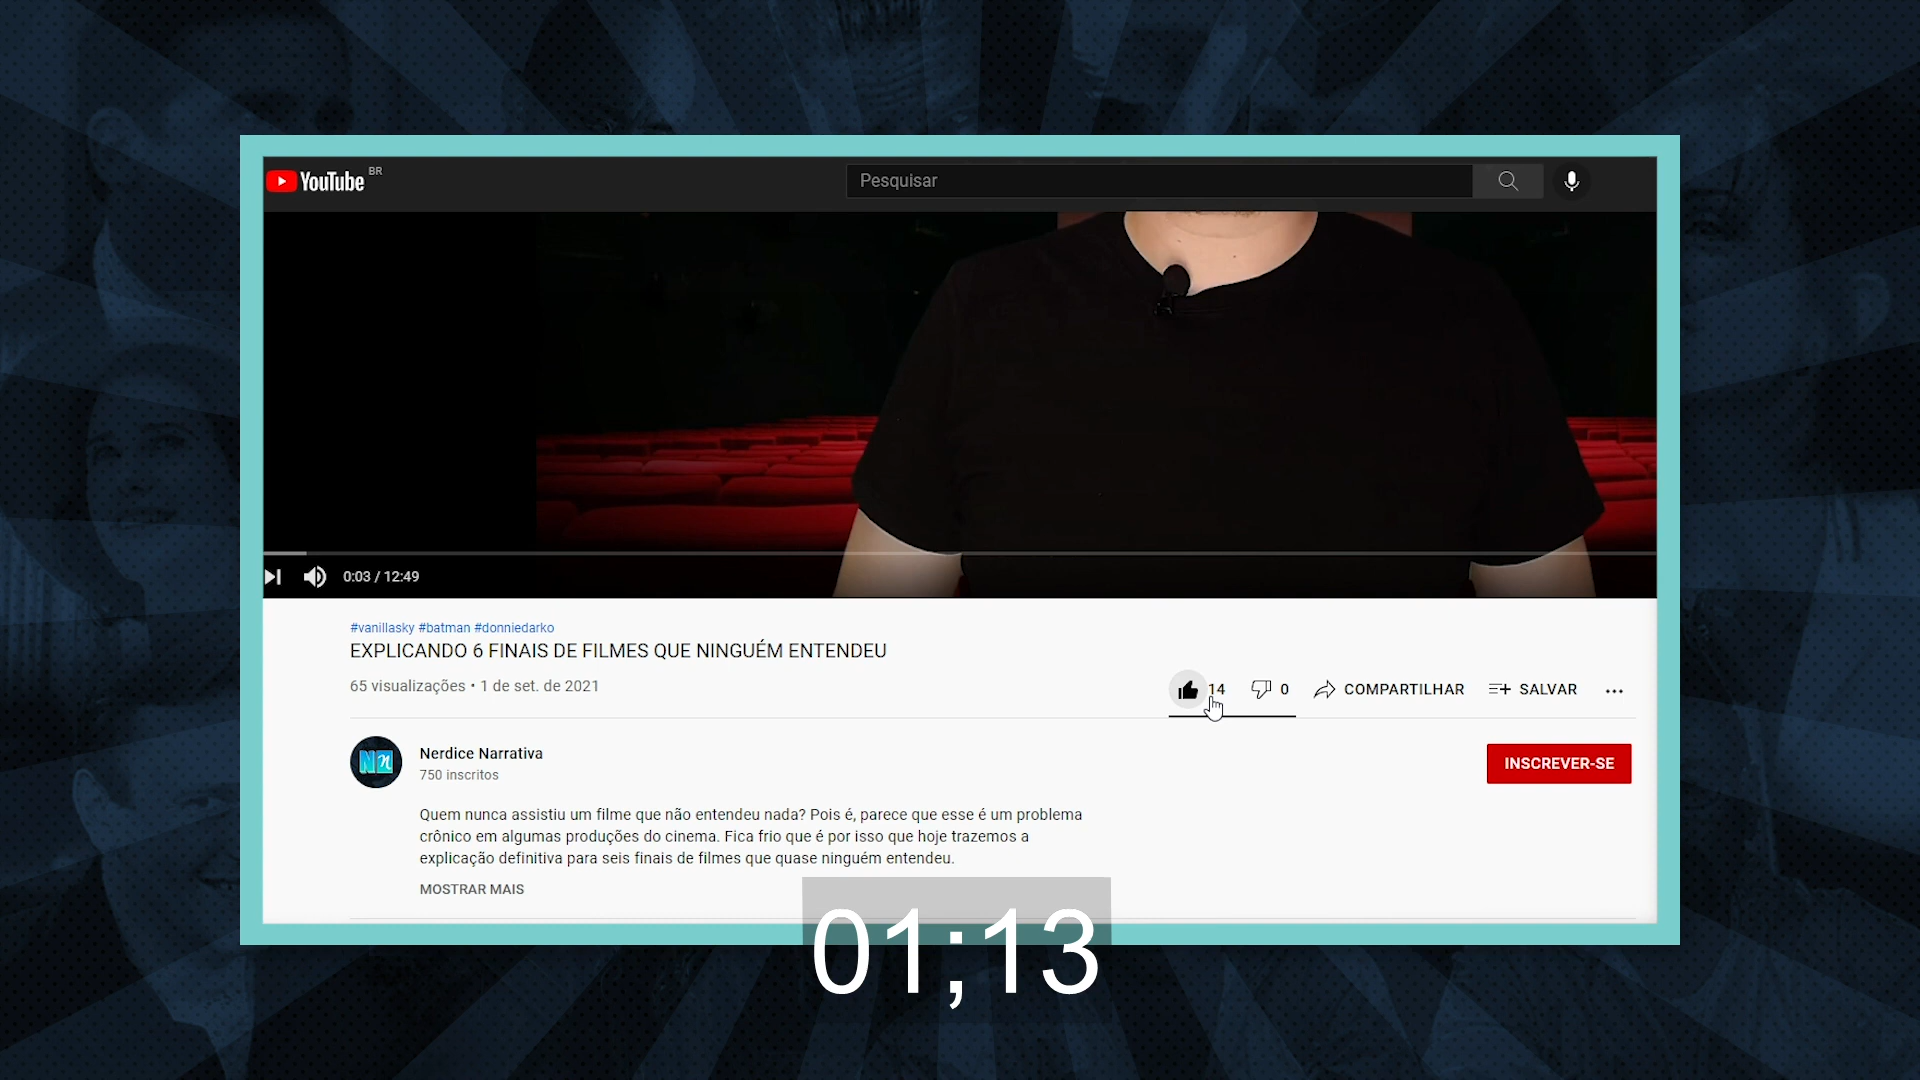 YouTube BR
Pesquisar
0:03 / 12:49
#vanillasky #batman #donniedarko
EXPLICANDO 6 FINAIS DE FILMES QUE NINGUÉM ENTENDEU
65 visualizações • 1 de set. de 2021
14 0 COMPARTILHAR SALVAR
Nerdice Narrativa
750 inscritos
INSCREVER-SE
Quem nunca assistiu um filme que não entendeu nada? Pois é, parece que esse é um problema
crônico em algumas produções do cinema. Fica frio que é por isso que hoje trazemos a
explicação definitiva para seis finais de filmes que quase ninguém entendeu.
MOSTRAR MAIS
01;13